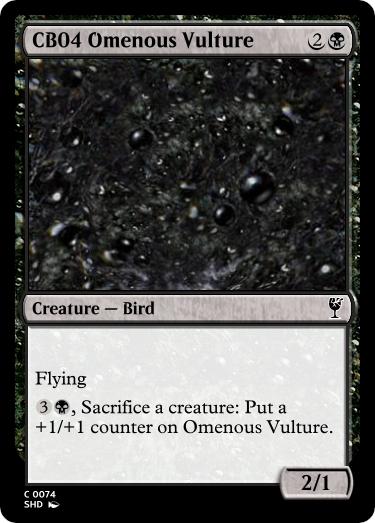 CB04 Omenous Vulture 2
Creature — Bird
Flying
3, Sacrifice a creature: Put a
+1/+1 counter on Omenous Vulture.
2/1
C 0074
SHD